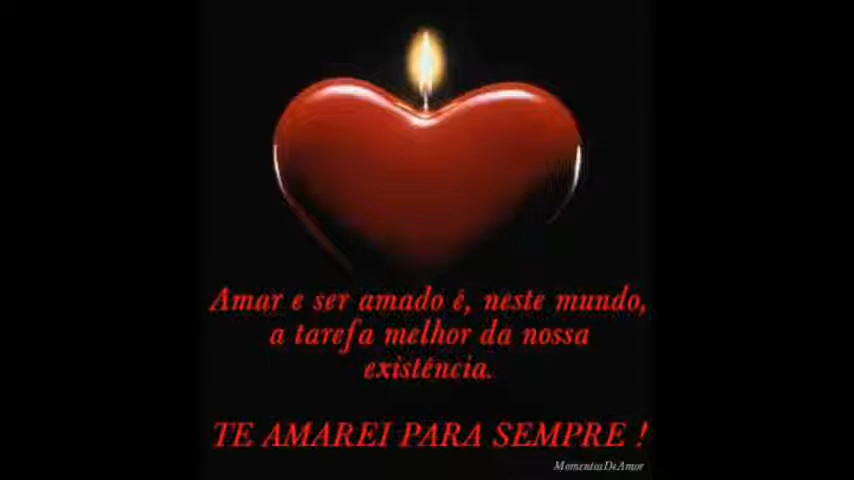 Amar e ser amado é, neste mundo,
a tarefa melhor da nossa
existência.
TE AMAREI PARA SEMPRE !
MomentosDeAmor